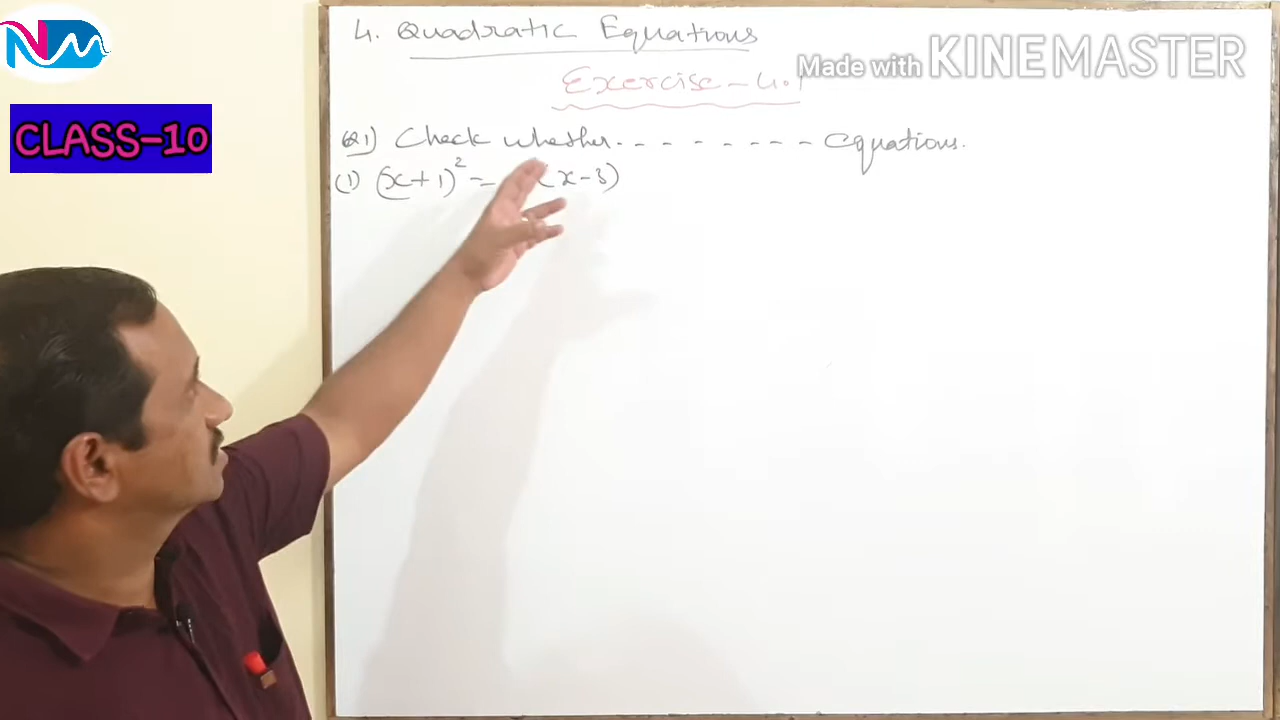 NM
CLASS-10
Made with KINEMASTER
4. Quadratic Equations
Exercise - 4.1
Q1) Check whether. - - - - - - - - equations.
(1) (x+1)² = (x-3)